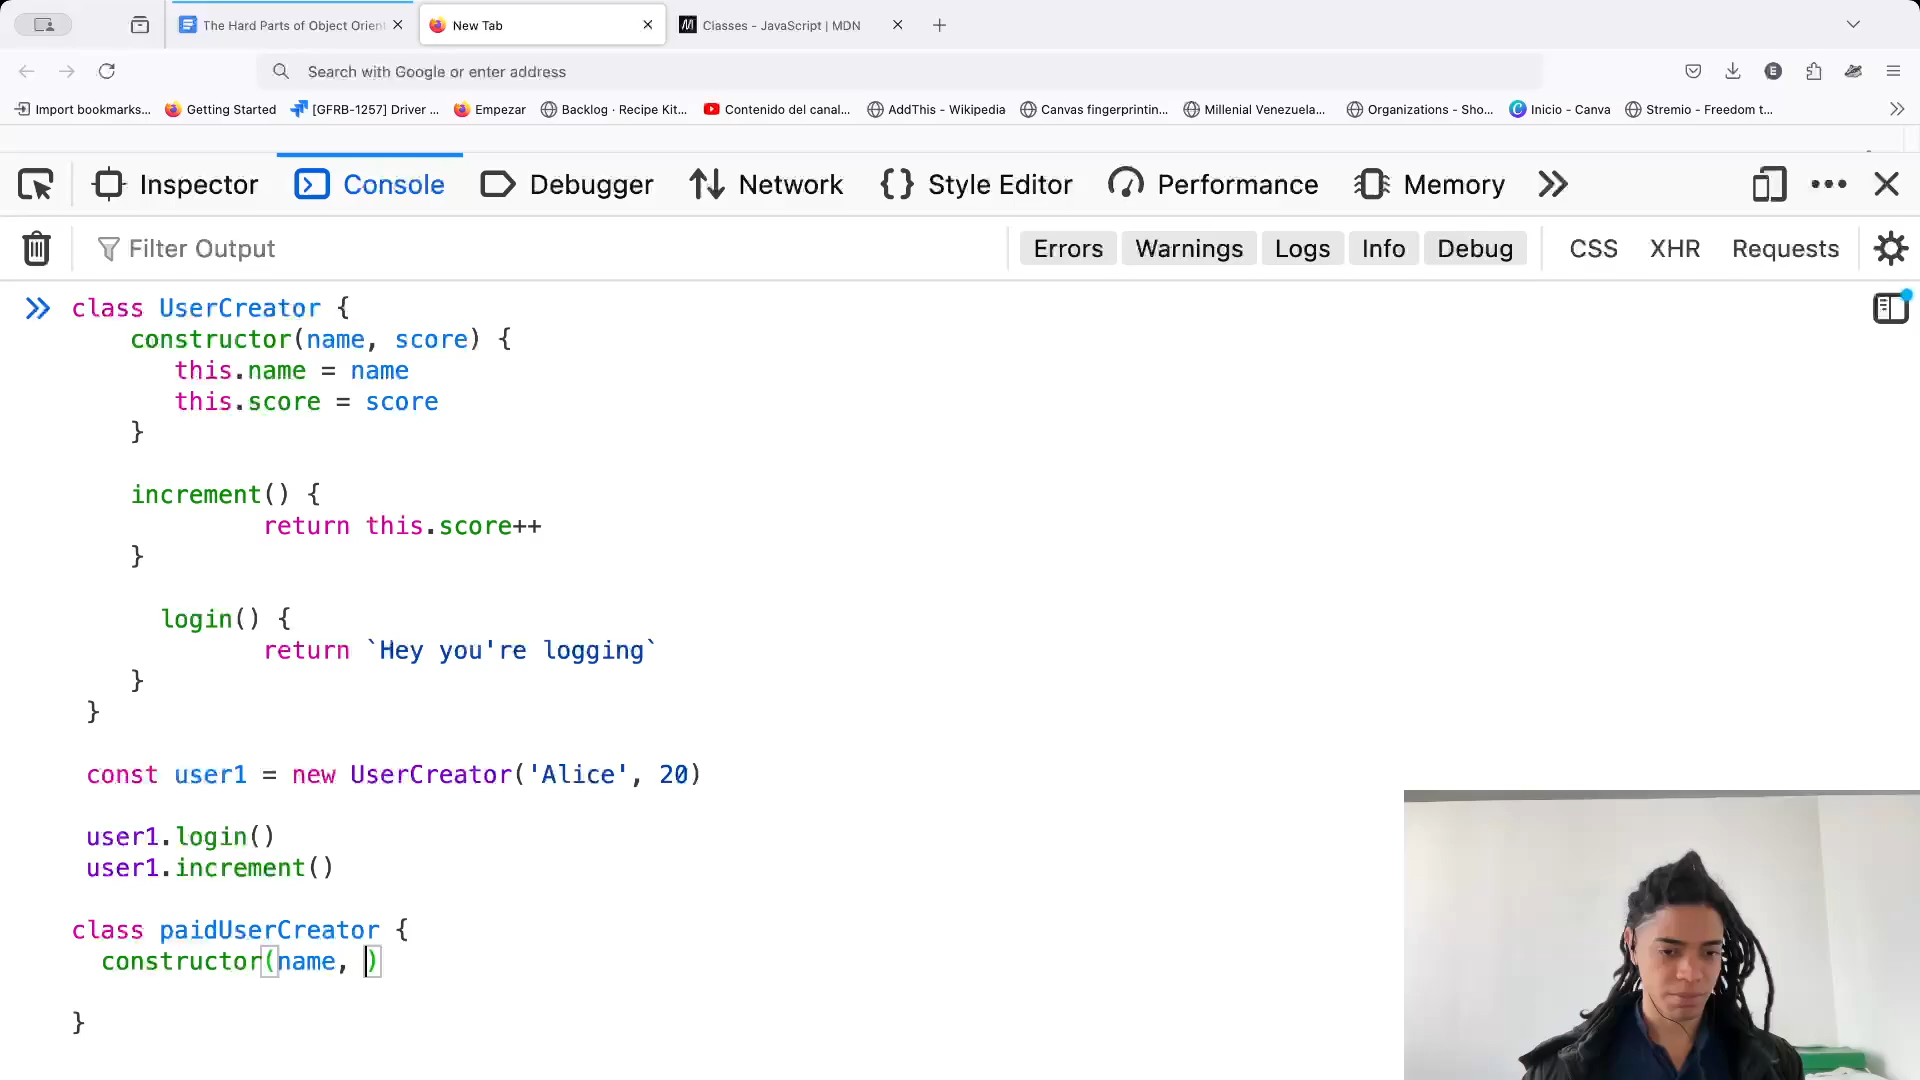 The Hard Parts of Object Orient
New Tab
Classes - JavaScript | MDN
Search with Google or enter address
E
Import bookmarks...
Getting Started
[GFRB-1257] Driver ...
Empezar
Backlog · Recipe Kit...
Contenido del canal...
AddThis - Wikipedia
Canvas fingerprintin...
Millenial Venezuela...
Organizations - Sho...
Inicio - Canva
Stremio - Freedom t...
Inspector
Console
Debugger
Network
Style Editor
Performance
Memory
Filter Output
Errors
Warnings
Logs
Info
Debug
CSS
XHR
Requests
class UserCreator {
constructor(name, score) {
this.name = name
this.score = score
}
increment() {
return this.score++
}
login() {
return `Hey you're logging`
}
}
const user1 = new UserCreator('Alice', 20)
user1.login()
user1.increment()
class paidUserCreator {
constructor(name, )
}